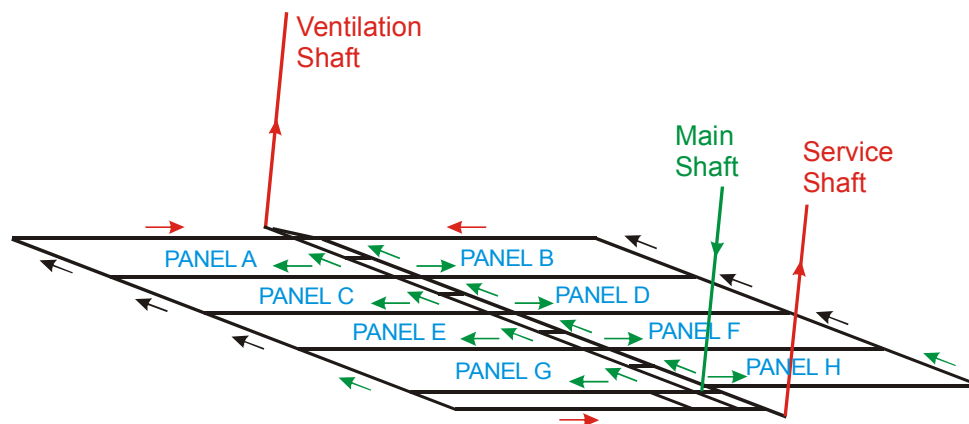 Ventilation
Shaft
Main
Shaft
Service
Shaft
PANEL A
PANEL B
PANEL C
PANEL D
PANEL E
PANEL F
PANEL G
PANEL H